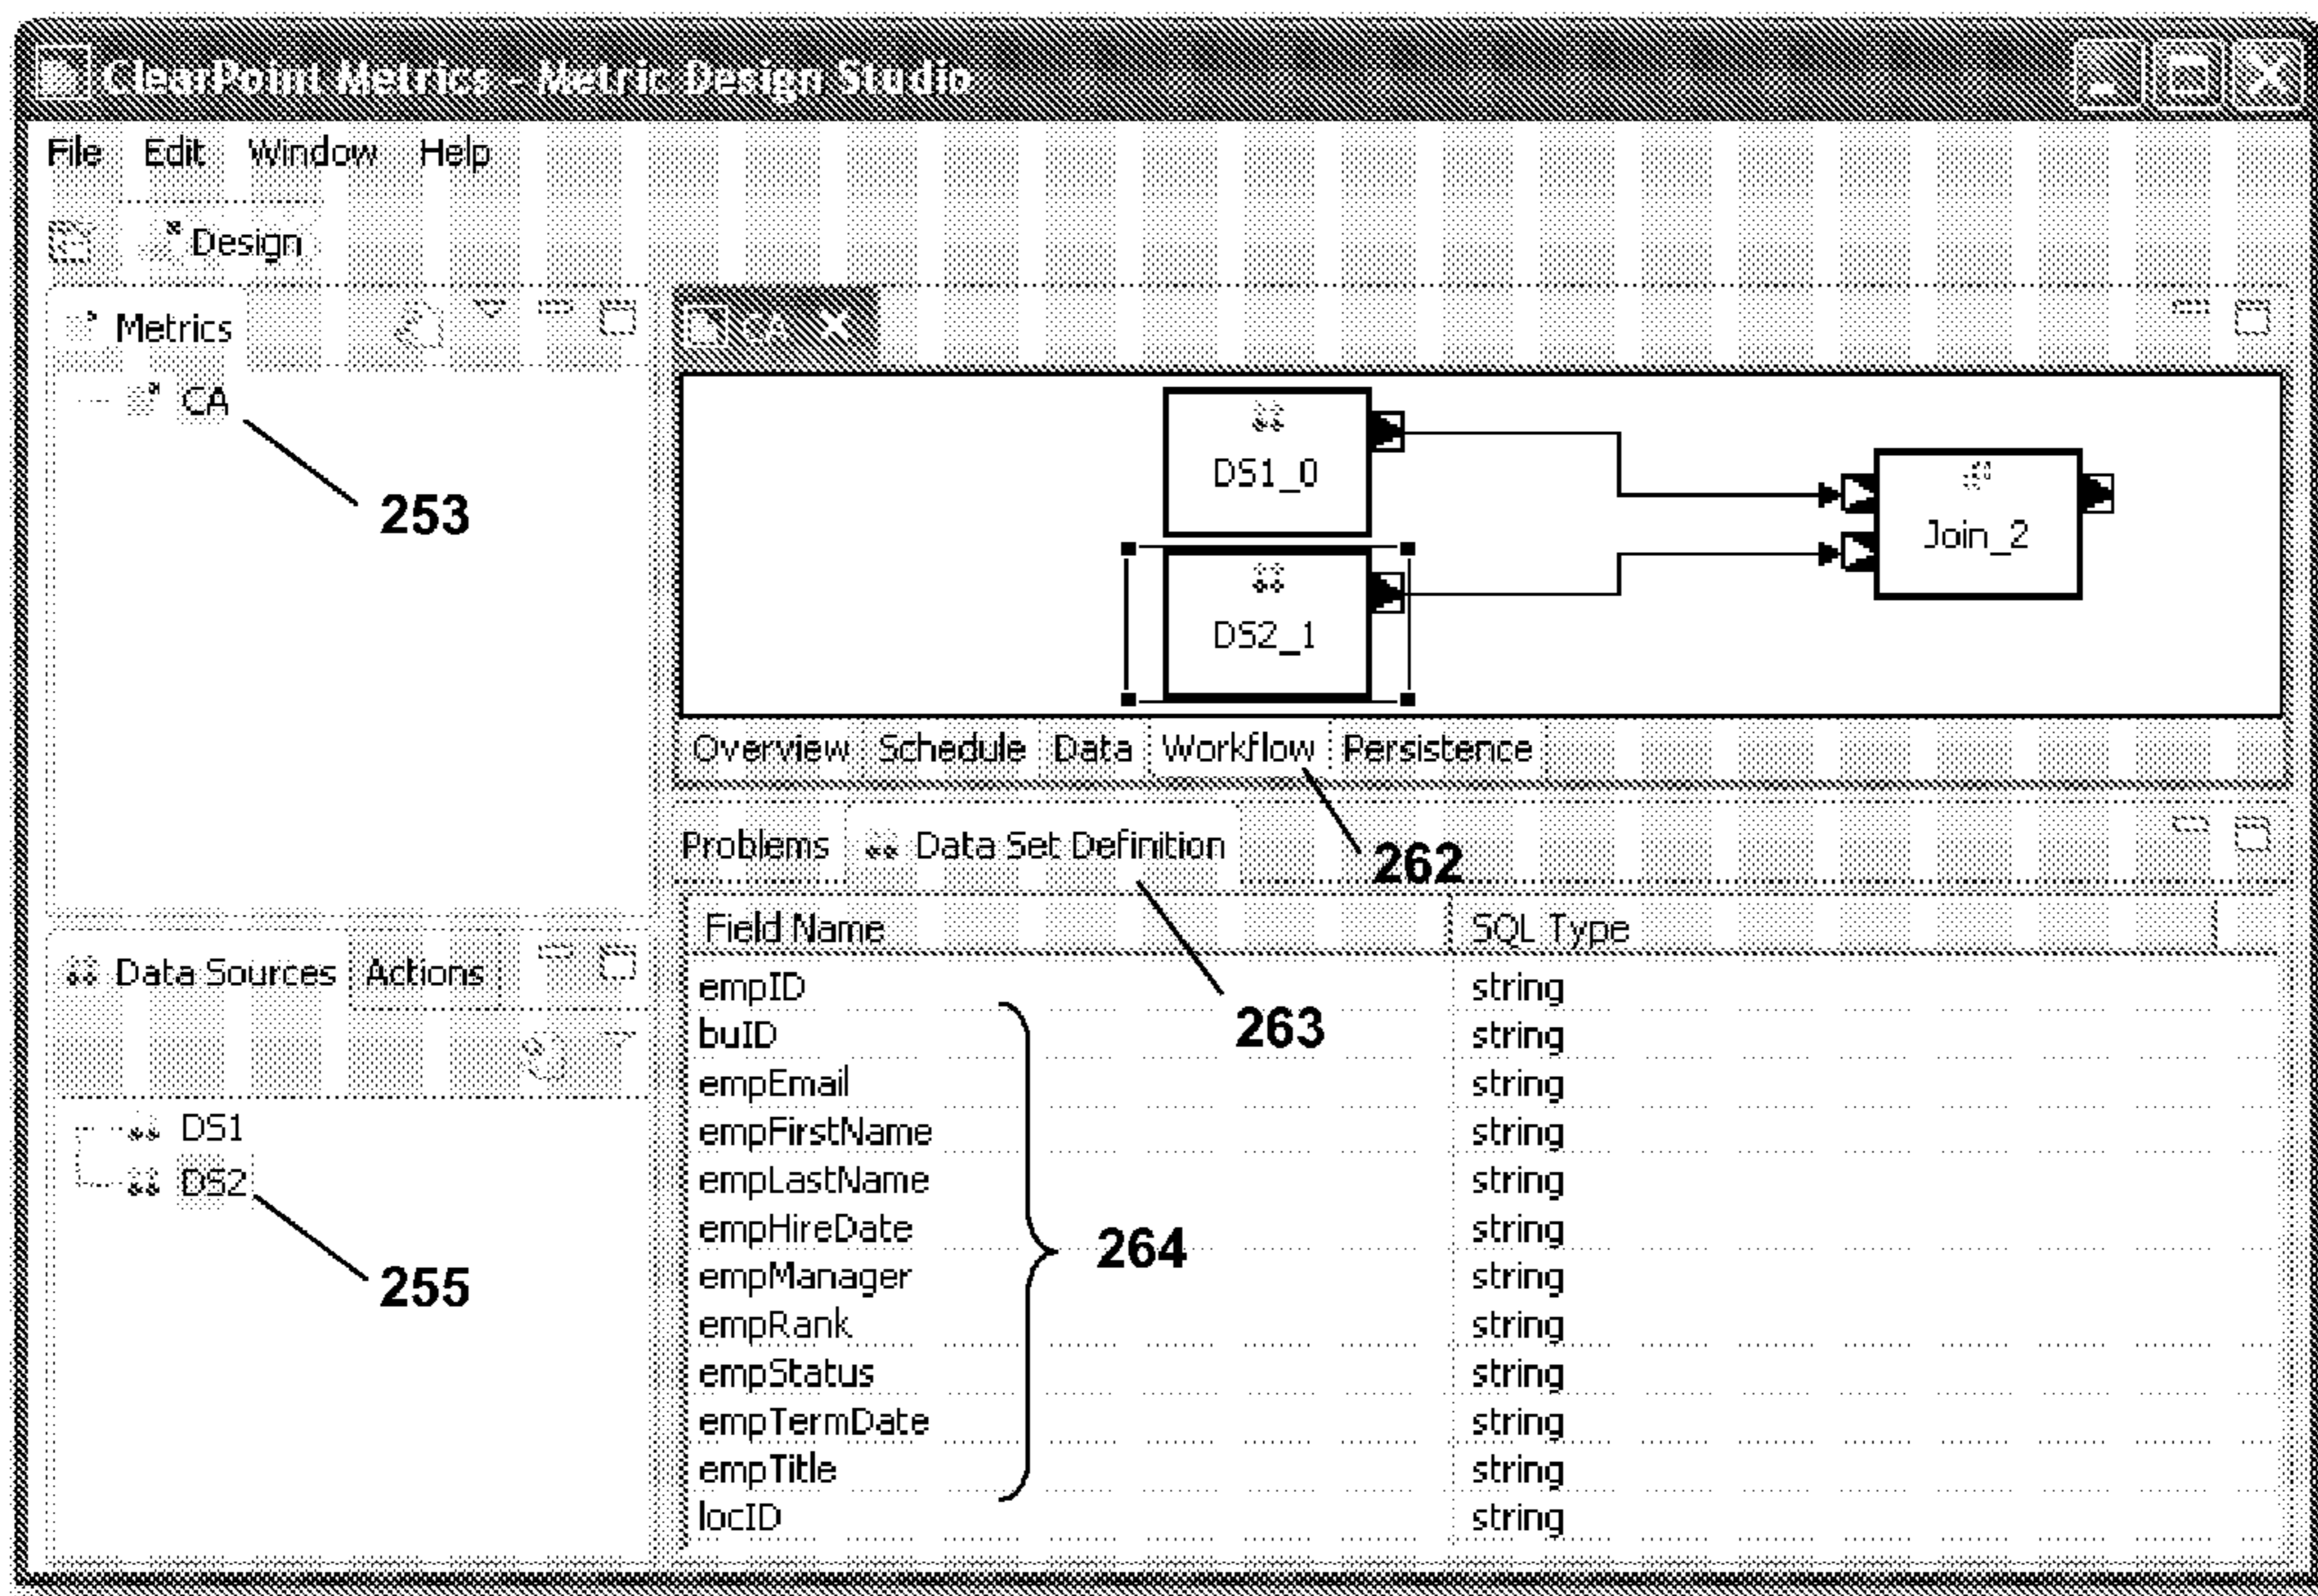 ClearPoint Metrics - Metric Design Studio
File Edit Window Help
Design
Metrics
CA
253
CA
DS1_0
DS2_1
Join_2
Overview Schedule Data Workflow Persistence
262
Problems Data Set Definition
263
Data Sources Actions
DS1
DS2
255
Field Name SQL Type
empID string
buID string
empEmail string
empFirstName string
empLastName string
empHireDate string
empManager string
empRank string
empStatus string
empTermDate string
empTitle string
locID string
264